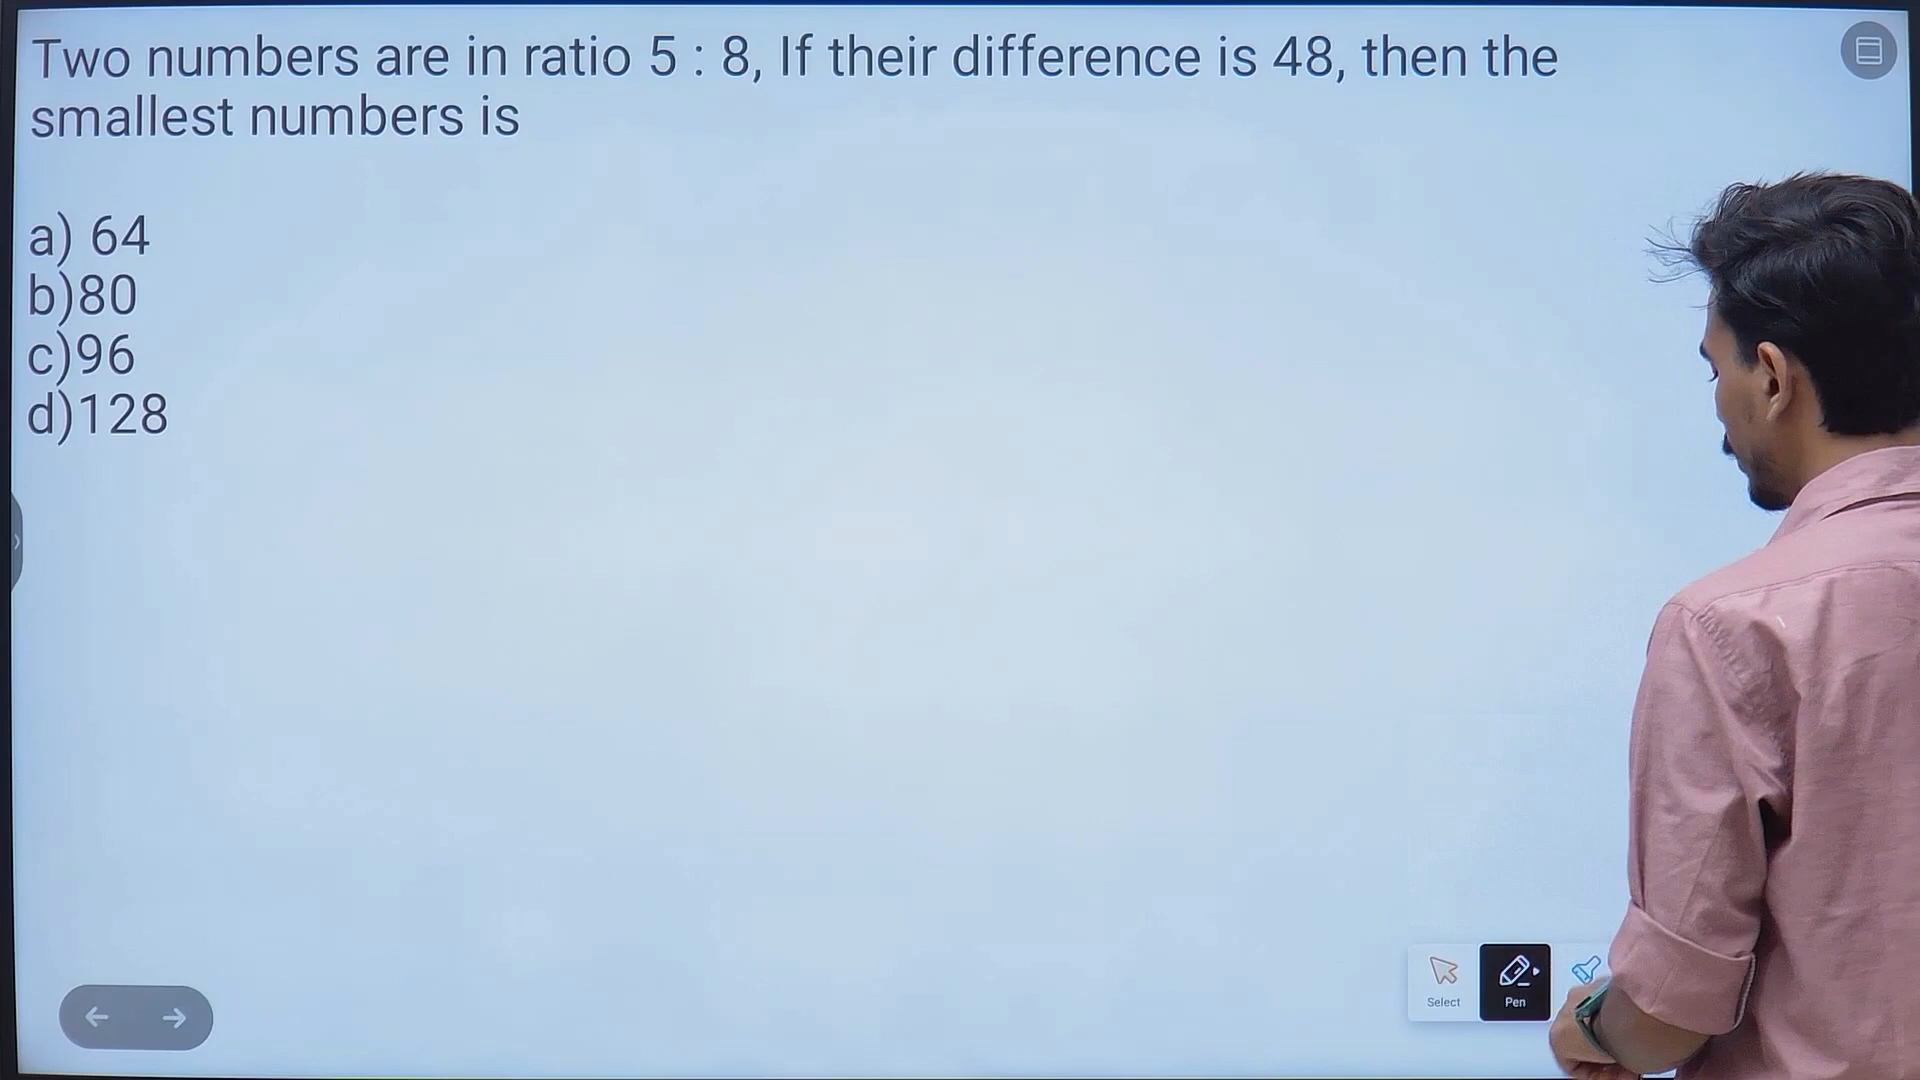 Two numbers are in ratio 5 : 8, If their difference is 48, then the
smallest numbers is
a) 64
b)80
c)96
d)128
Select
Pen